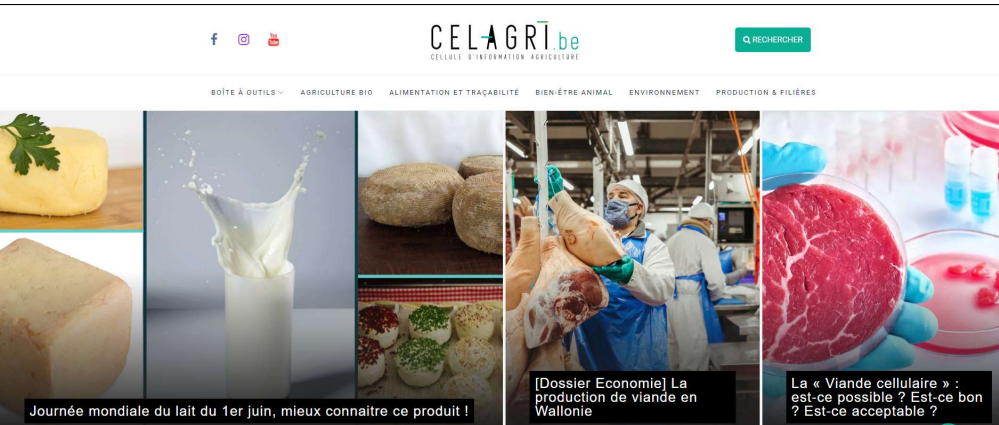 You Tube
CELAGRI.be
CELLULE D'INFORMATION AGRICULTURE
RECHERCHER
BOÎTE À OUTILS
AGRICULTURE BIO
ALIMENTATION ET TRAÇABILITÉ
BIEN-ÊTRE ANIMAL
ENVIRONNEMENT
PRODUCTION & FILIÈRES
Journée mondiale du lait du 1er juin, mieux connaitre ce produit !
[Dossier Economie] La
production de viande en
Wallonie
La « Viande cellulaire » :
est-ce possible ? Est-ce bon
? Est-ce acceptable ?